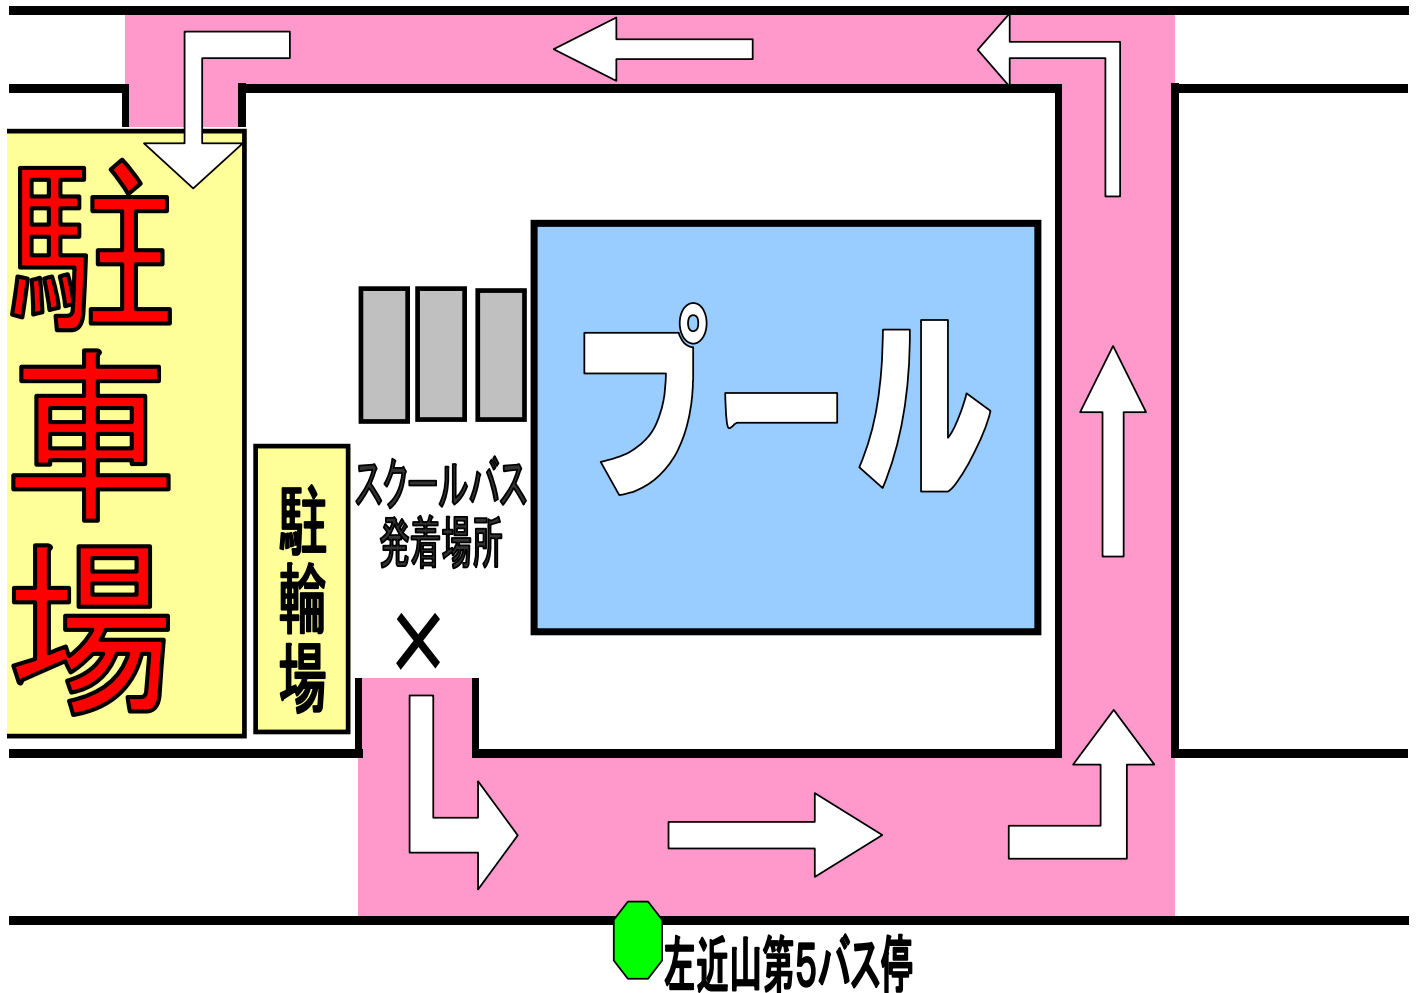 駐車場
プール
スクールバス
発着場所
駐輪場
×
左近山第5バス停